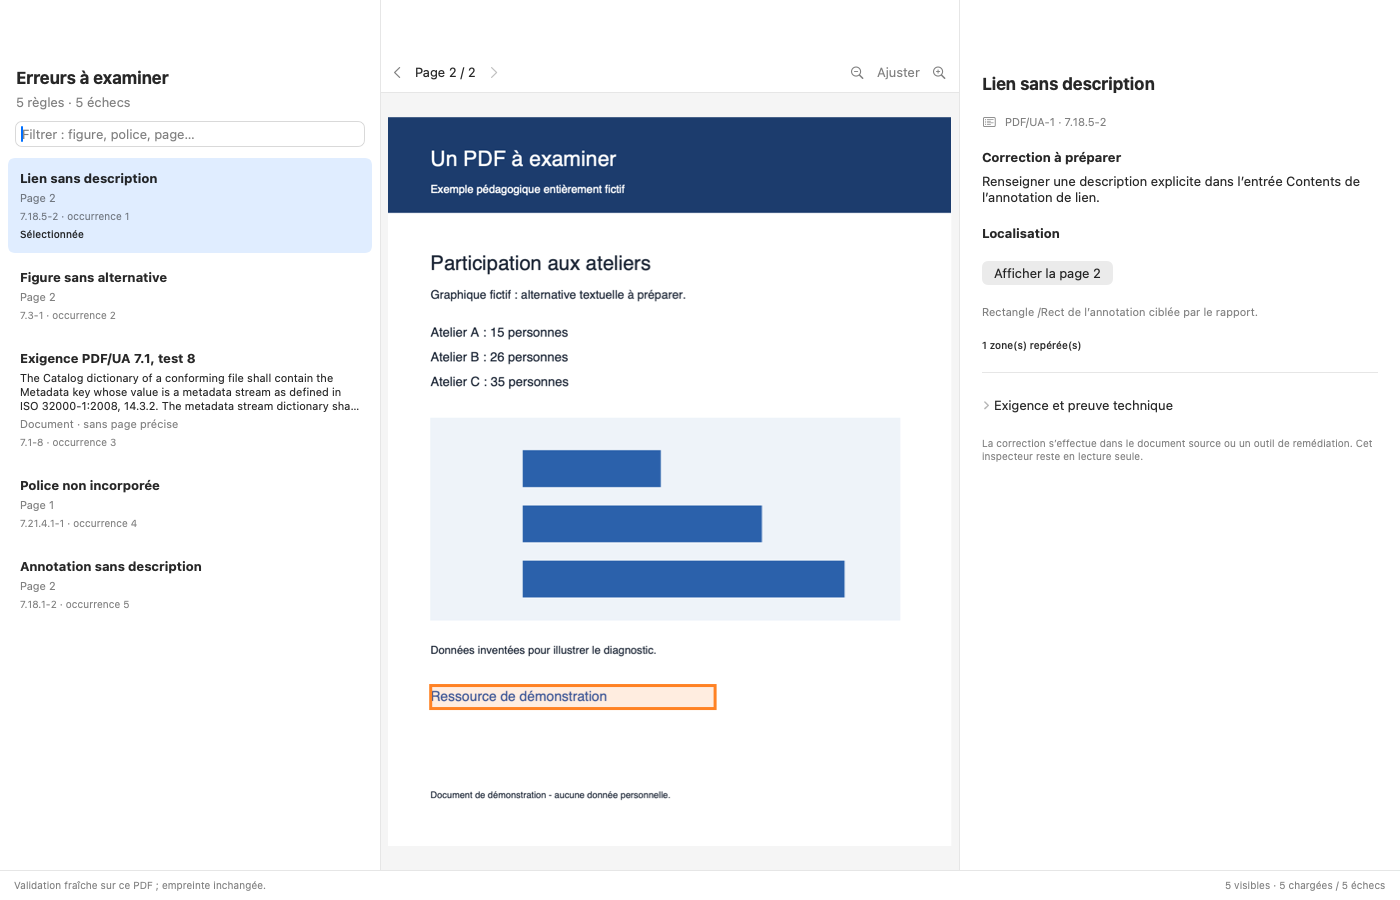 Erreurs à examiner
5 règles · 5 échecs
Filtrer : figure, police, page...
Lien sans description
Page 2
7.18.5-2 · occurrence 1
Sélectionnée
Figure sans alternative
Page 2
7.3-1 · occurrence 2
Exigence PDF/UA 7.1, test 8
The Catalog dictionary of a conforming file shall contain the
Metadata key whose value is a metadata stream as defined in
ISO 32000-1:2008, 14.3.2. The metadata stream dictionary sha...
Document · sans page précise
7.1-8 · occurrence 3
Police non incorporée
Page 1
7.21.4.1-1 · occurrence 4
Annotation sans description
Page 2
7.18.1-2 · occurrence 5
Page 2 / 2
Ajuster
Un PDF à examiner
Exemple pédagogique entièrement fictif
Participation aux ateliers
Graphique fictif : alternative textuelle à préparer.
Atelier A : 15 personnes
Atelier B : 26 personnes
Atelier C : 35 personnes
Données inventées pour illustrer le diagnostic.
Ressource de démonstration
Document de démonstration - aucune donnée personnelle.
Lien sans description
PDF/UA-1 · 7.18.5-2
Correction à préparer
Renseigner une description explicite dans l’entrée Contents de
l’annotation de lien.
Localisation
Afficher la page 2
Rectangle /Rect de l’annotation ciblée par le rapport.
1 zone(s) repérée(s)
Exigence et preuve technique
La correction s’effectue dans le document source ou un outil de remédiation. Cet
inspecteur reste en lecture seule.
Validation fraîche sur ce PDF ; empreinte inchangée.
5 visibles · 5 chargées / 5 échecs